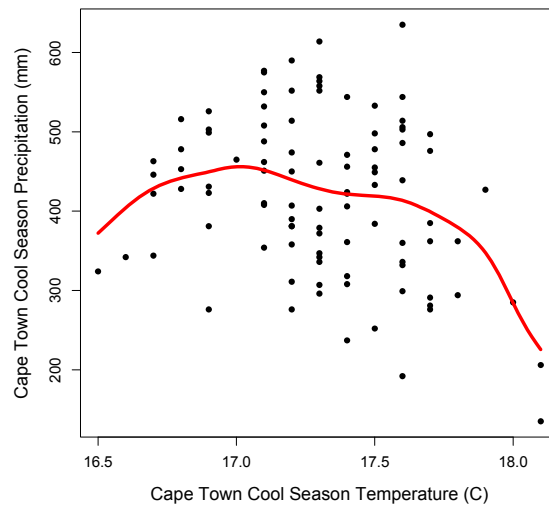 Cape Town Cool Season Precipitation (mm)
600
500
400
300
200
16.5 17.0 17.5 18.0
Cape Town Cool Season Temperature (C)